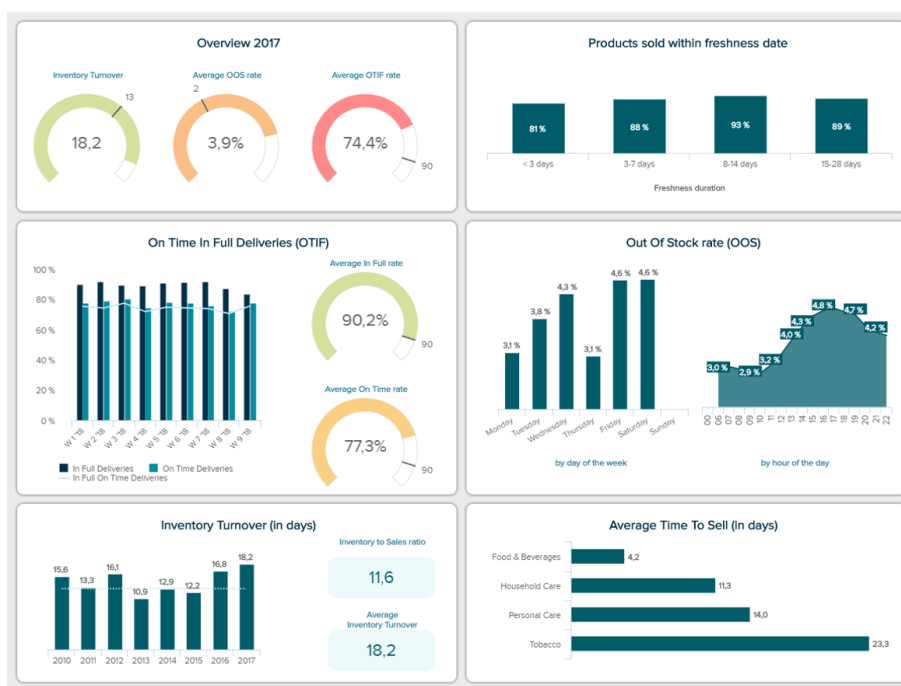 Overview 2017
Inventory Turnover
13
18,2
Average OOS rate
2
3,9%
Average OTIF rate
74,4%
90
Products sold within freshness date
81 %
88 %
93 %
89 %
< 3 days
3-7 days
8-14 days
15-28 days
Freshness duration
On Time In Full Deliveries (OTIF)
100 %
80 %
60 %
40 %
20 %
0 %
W 1 '18
W 2 '18
W 3 '18
W 4 '18
W 5 '18
W 6 '18
W 7 '18
W 8 '18
W 9 '18
In Full Deliveries
On Time Deliveries
In Full On Time Deliveries
Average In Full rate
90,2%
90
Average On Time rate
77,3%
90
Out Of Stock rate (OOS)
3,1 %
3,8 %
4,3 %
3,1 %
4,6 %
4,6 %
Monday
Tuesday
Wednesday
Thursday
Friday
Saturday
Sunday
by day of the week
3,0 %
2,9 %
3,2 %
4,0 %
4,3 %
4,8 %
4,7 %
4,2 %
00
06
07
08
09
10
11
12
13
14
15
16
17
18
19
20
21
22
by hour of the day
Inventory Turnover (in days)
15,6
13,3
16,1
10,9
12,9
12,2
16,8
18,2
2010
2011
2012
2013
2014
2015
2016
2017
Inventory to Sales ratio
11,6
Average
Inventory Turnover
18,2
Average Time To Sell (in days)
Food & Beverages
4,2
Household Care
11,3
Personal Care
14,0
Tobacco
23,3